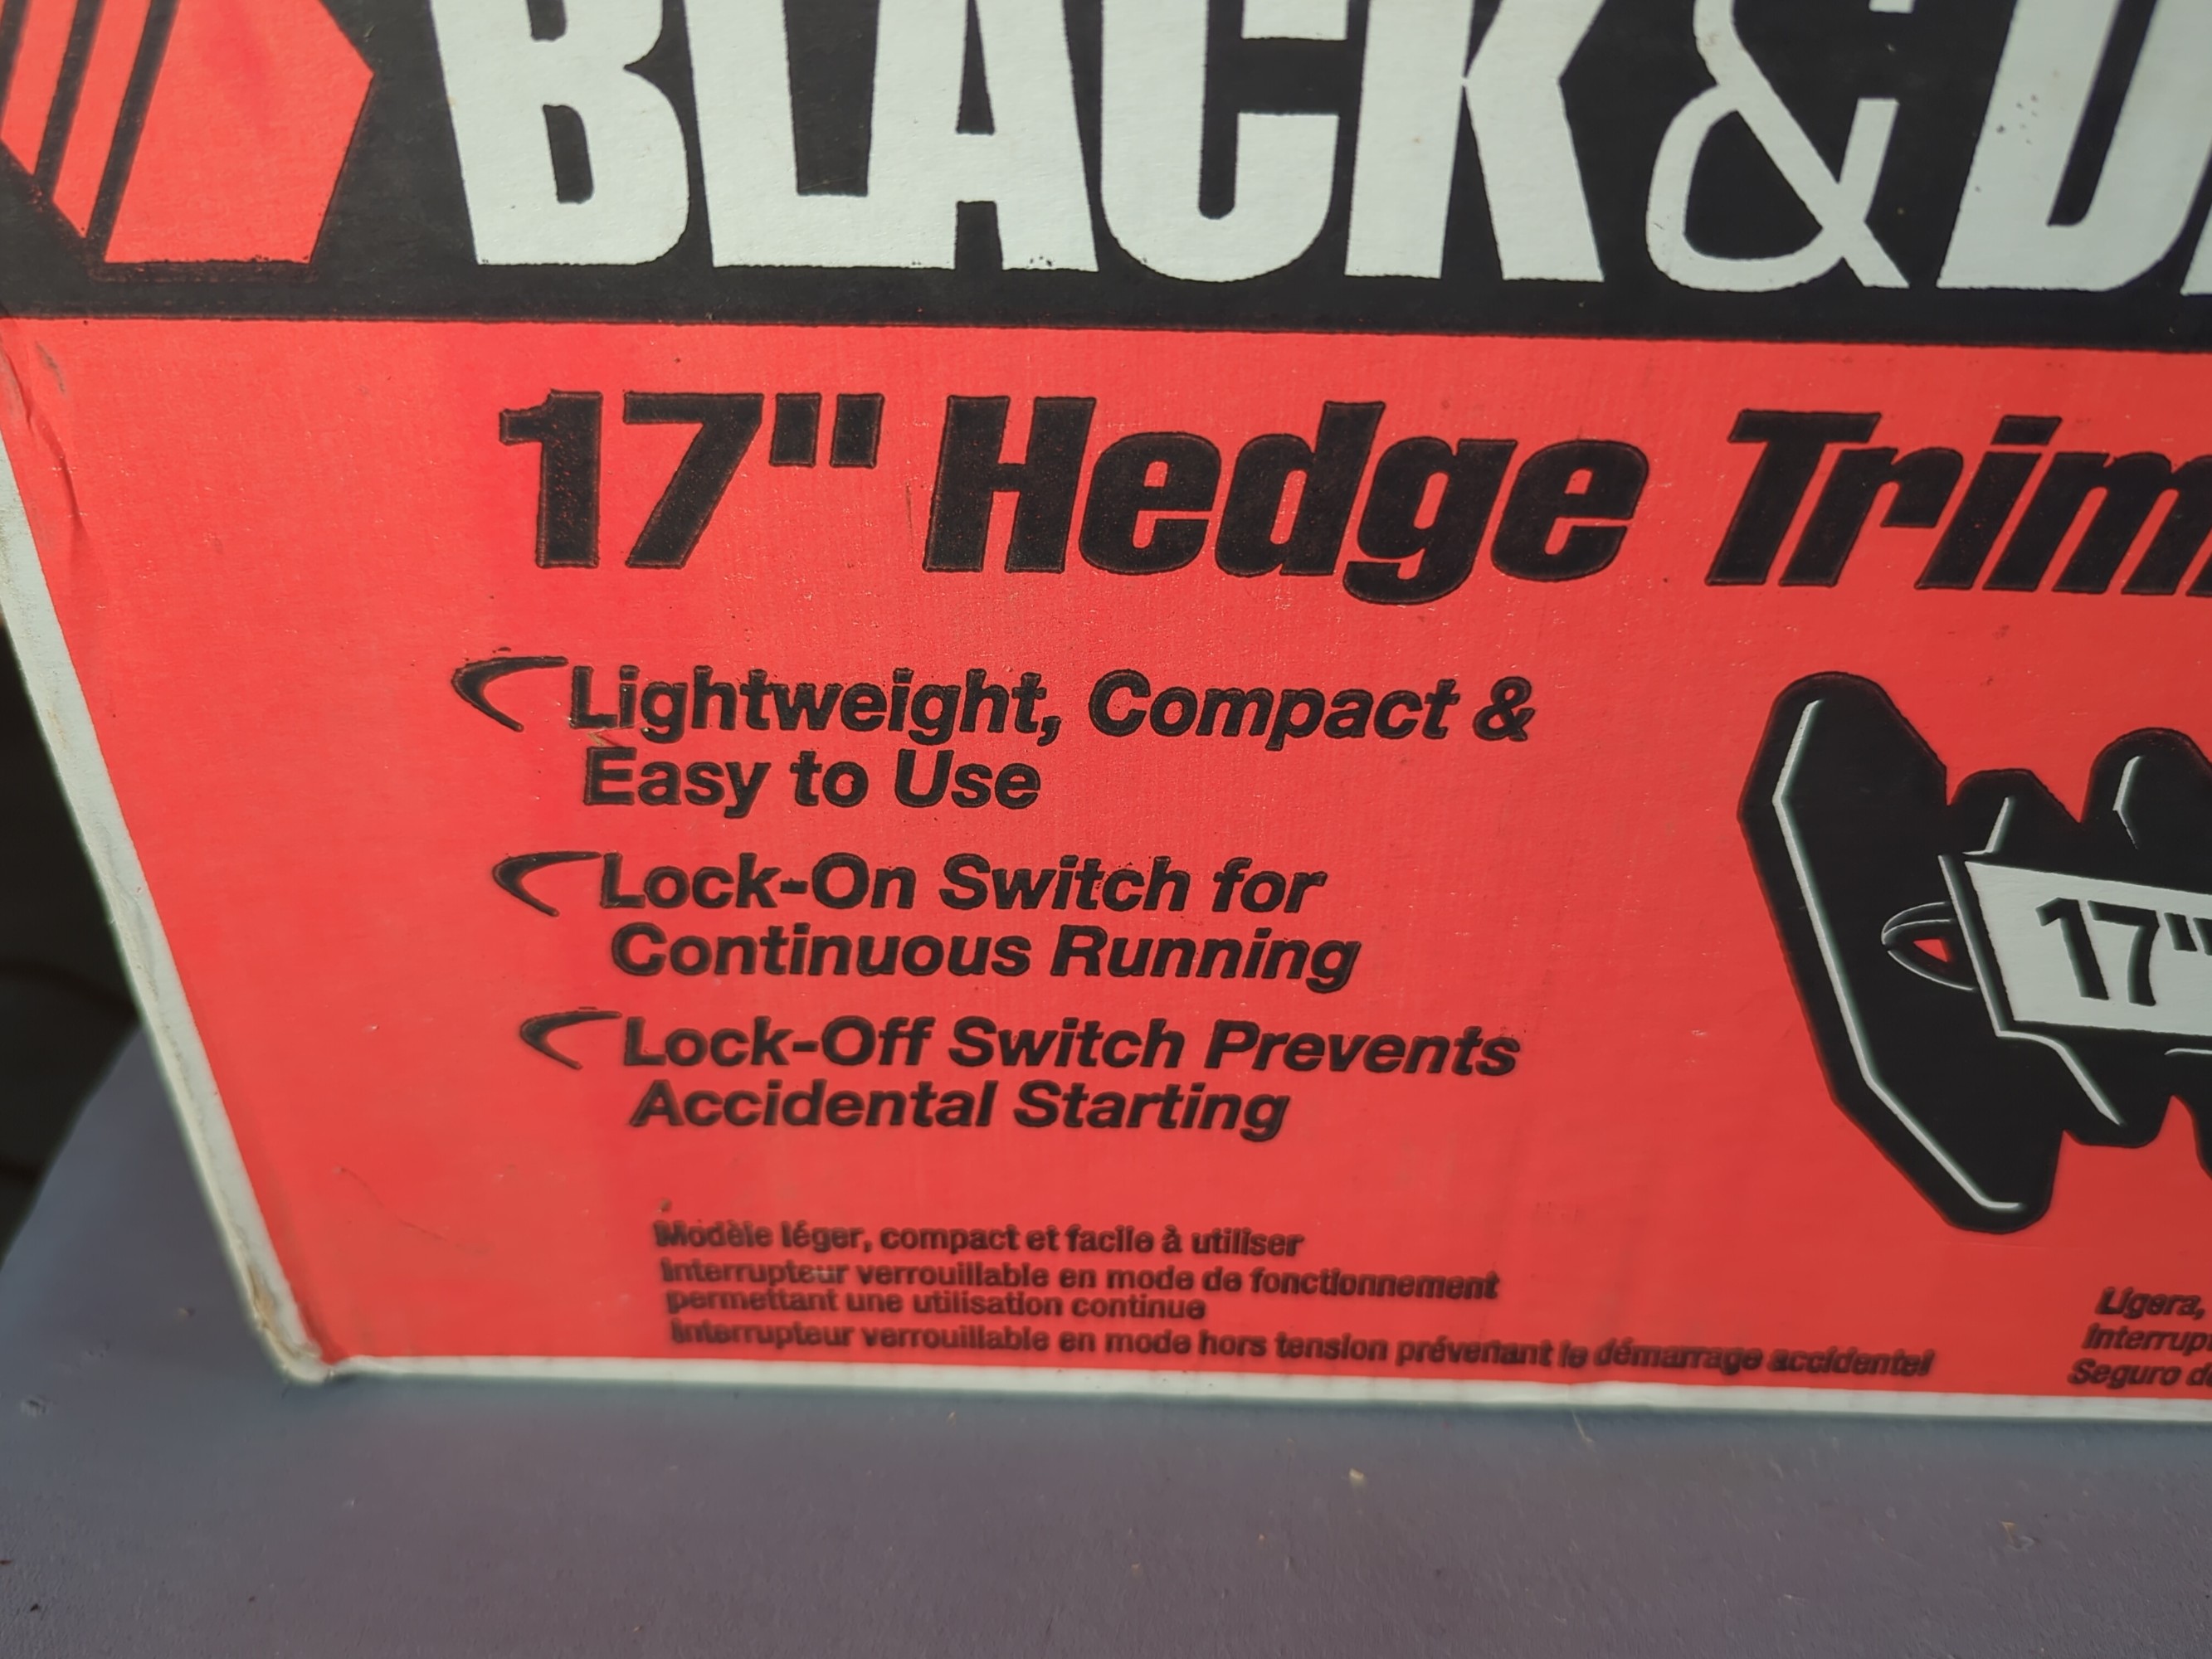 BLACK&
17" Hedge Trim
Lightweight, Compact &
Easy to Use
Lock-On Switch for
Continuous Running
Lock-Off Switch Prevents
Accidental Starting
17"
Modèle léger, compact et facile à utiliser
Interrupteur verrouillable en mode de fonctionnement
permettant une utilisation continue
Interrupteur verrouillable en mode hors tension prévenant le démarrage accidentel
Ligera,
Interrup
Seguro de